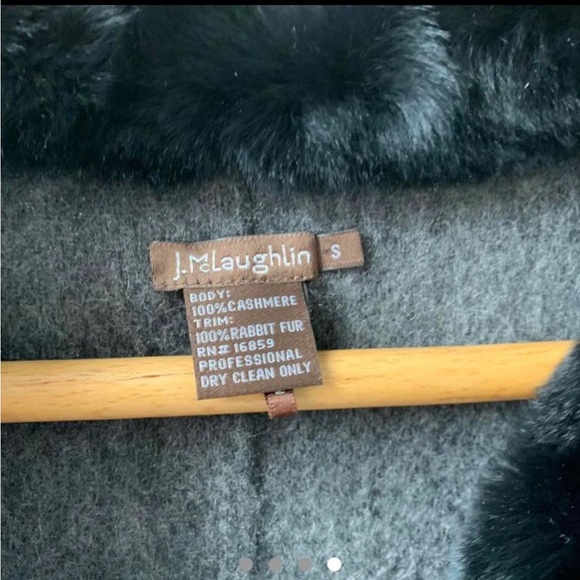 J.McLaughlin
S
BODY:
100%CASHMERE
TRIM:
100%RABBIT FUR
RN# 16859
PROFESSIONAL
DRY CLEAN ONLY